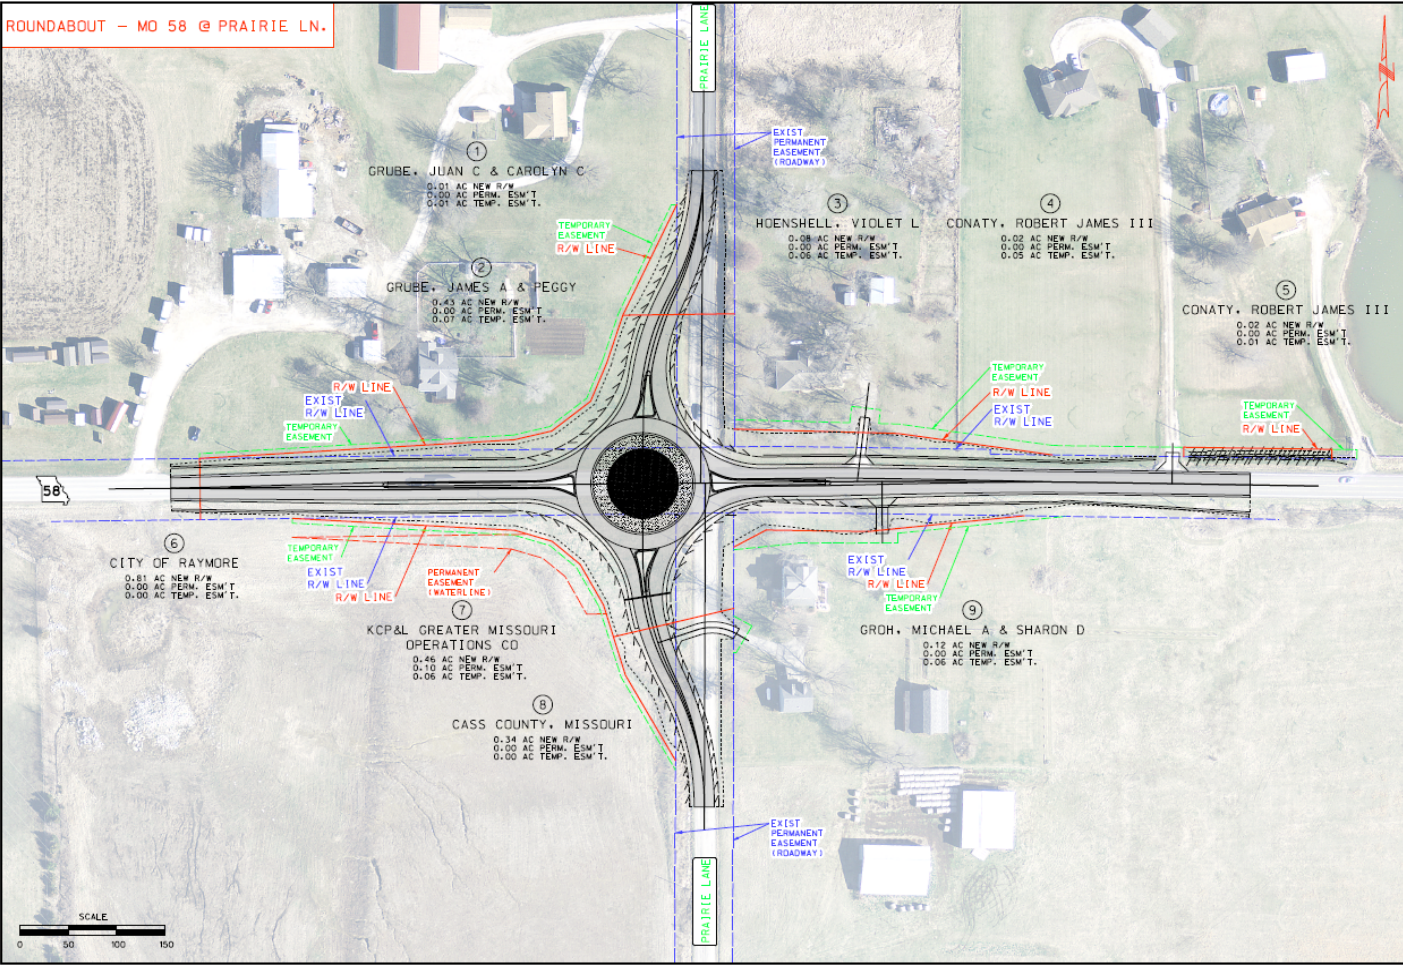 ROUNDABOUT - MO 58 @ PRAIRIE LN.
PRAIRIE LANE
EXIST
PERMANENT
EASEMENT
(ROADWAY)
1
GRUBE, JUAN C & CAROLYN C
0.01 AC NEW R/W
0.00 AC PERM. ESM'T
0.01 AC TEMP. ESM'T.
TEMPORARY
EASEMENT
R/W LINE
2
GRUBE, JAMES A & PEGGY
0.43 AC NEW R/W
0.00 AC PERM. ESM'T
0.07 AC TEMP. ESM'T.
3
HOENSHELL, VIOLET L
0.08 AC NEW R/W
0.00 AC PERM. ESM'T
0.06 AC TEMP. ESM'T.
4
CONATY, ROBERT JAMES III
0.02 AC NEW R/W
0.00 AC PERM. ESM'T
0.05 AC TEMP. ESM'T.
5
CONATY, ROBERT JAMES III
0.02 AC NEW R/W
0.00 AC PERM. ESM'T
0.01 AC TEMP. ESM'T.
R/W LINE
EXIST
R/W LINE
TEMPORARY
EASEMENT
TEMPORARY
EASEMENT
R/W LINE
EXIST
R/W LINE
TEMPORARY
EASEMENT
R/W LINE
58
6
CITY OF RAYMORE
0.81 AC NEW R/W
0.00 AC PERM. ESM'T
0.00 AC TEMP. ESM'T.
TEMPORARY
EASEMENT
EXIST
R/W LINE
R/W LINE
PERMANENT
EASEMENT
(WATERLINE)
7
KCP&L GREATER MISSOURI
OPERATIONS CO
0.46 AC NEW R/W
0.10 AC PERM. ESM'T
0.06 AC TEMP. ESM'T.
8
CASS COUNTY, MISSOURI
0.34 AC NEW R/W
0.00 AC PERM. ESM'T
0.00 AC TEMP. ESM'T.
EXIST
R/W LINE
R/W LINE
TEMPORARY
EASEMENT
9
GROH, MICHAEL A & SHARON D
0.12 AC NEW R/W
0.00 AC PERM. ESM'T
0.06 AC TEMP. ESM'T.
EXIST
PERMANENT
EASEMENT
(ROADWAY)
PRAIRIE LANE
SCALE
0 50 100 150